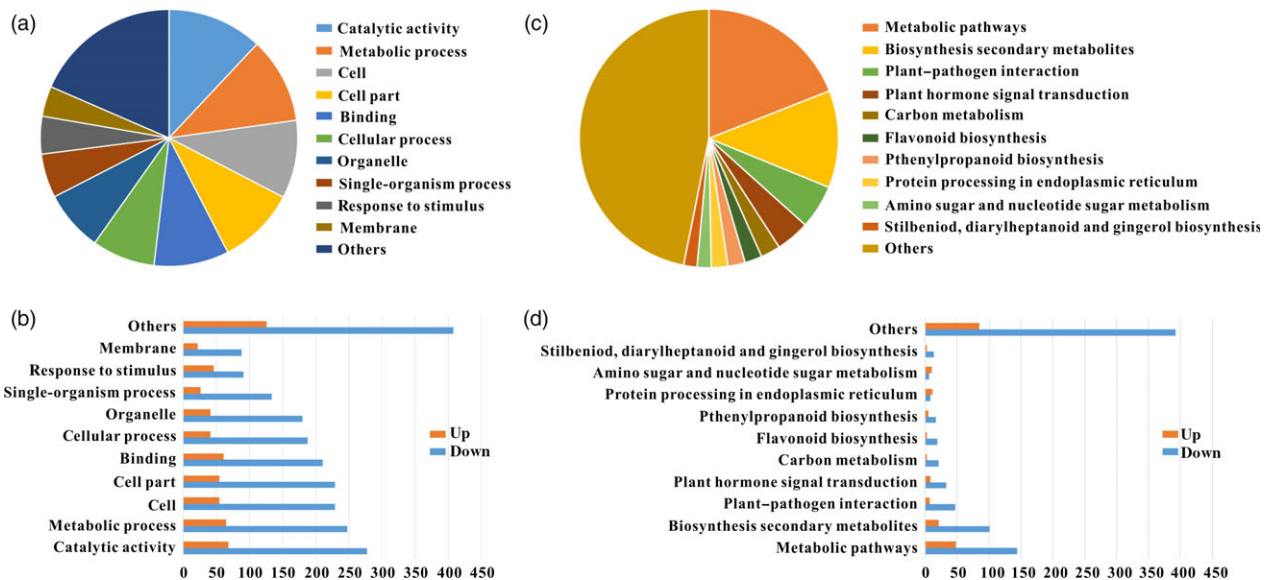 (a)
Catalytic activity
Metabolic process
Cell
Cell part
Binding
Cellular process
Organelle
Single-organism process
Response to stimulus
Membrane
Others
(c)
Metabolic pathways
Biosynthesis secondary metabolites
Plant-pathogen interaction
Plant hormone signal transduction
Carbon metabolism
Flavonoid biosynthesis
Pthenylpropanoid biosynthesis
Protein processing in endoplasmic reticulum
Amino sugar and nucleotide sugar metabolism
Stilbeniod, diarylheptanoid and gingerol biosynthesis
Others
(b)
Others
Membrane
Response to stimulus
Single-organism process
Organelle
Cellular process
Binding
Cell part
Cell
Metabolic process
Catalytic activity
Up
Down
0 50 100 150 200 250 300 350 400 450
(d)
Others
Stilbeniod, diarylheptanoid and gingerol biosynthesis
Amino sugar and nucleotide sugar metabolism
Protein processing in endoplasmic reticulum
Pthenylpropanoid biosynthesis
Flavonoid biosynthesis
Carbon metabolism
Plant hormone signal transduction
Plant-pathogen interaction
Biosynthesis secondary metabolites
Metabolic pathways
Up
Down
0 50 100 150 200 250 300 350 400 450